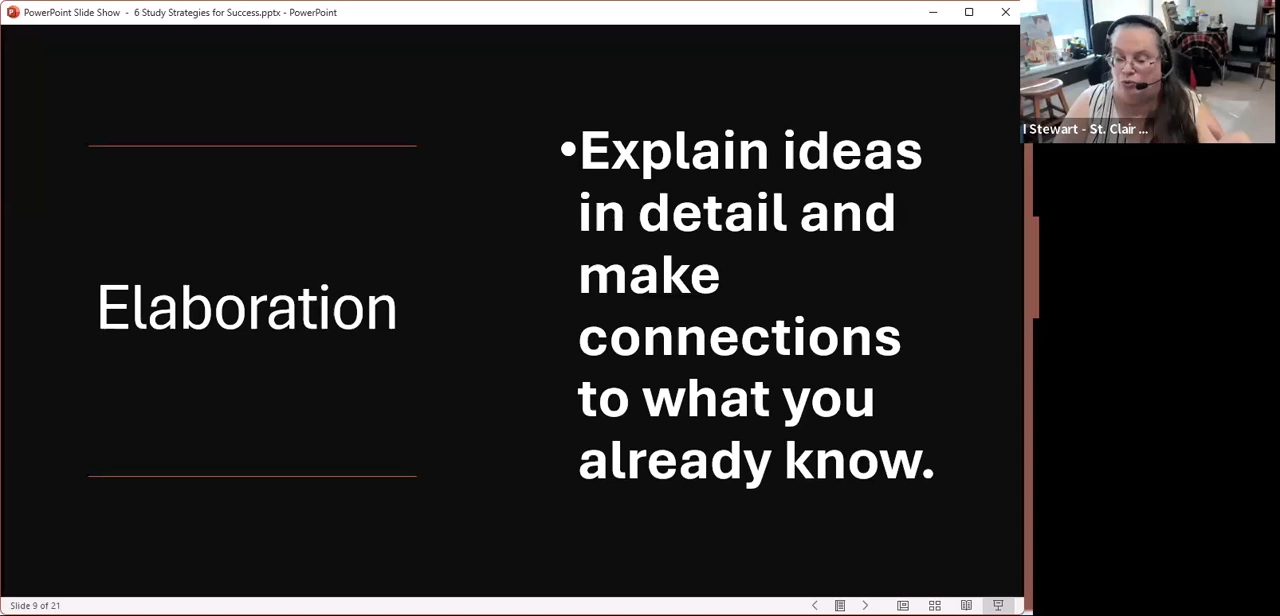 PowerPoint Slide Show - 6 Study Strategies for Success.pptx - PowerPoint
I Stewart - St. Clair ...
Elaboration
•Explain ideas
in detail and
make
connections
to what you
already know.
Slide 9 of 21